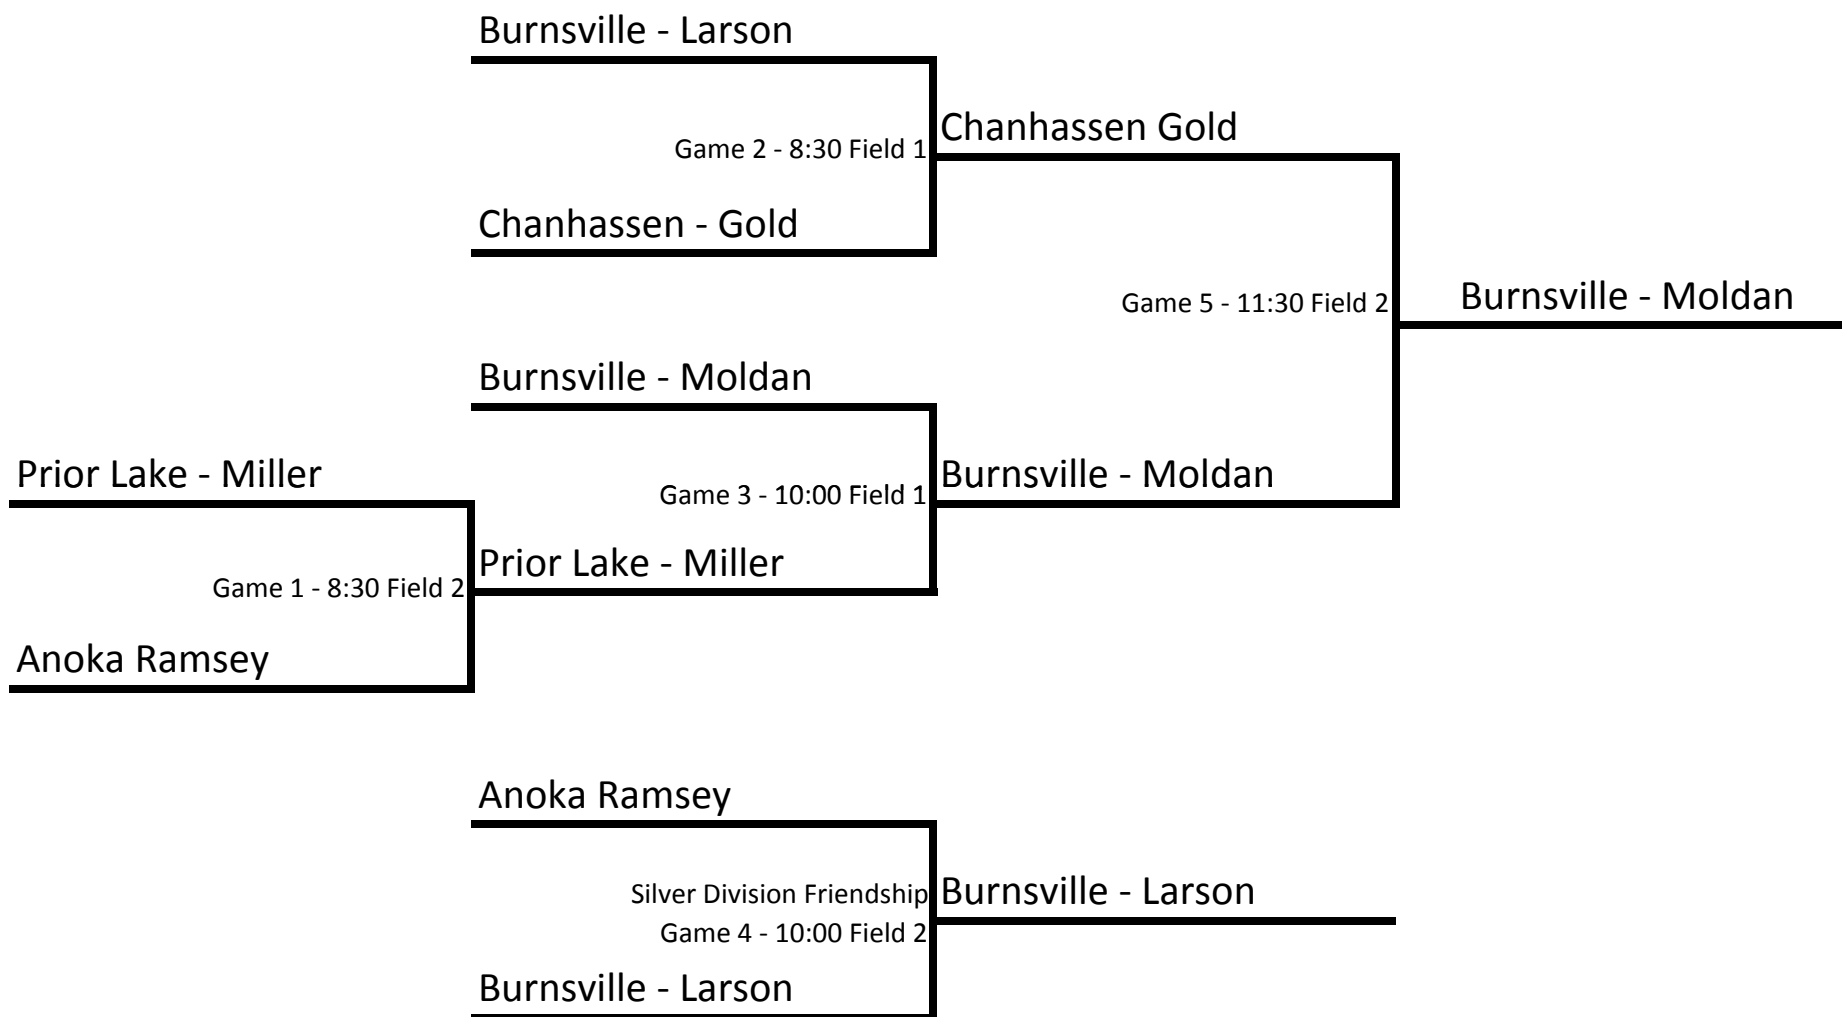 Burnsville - Larson
Game 2 - 8:30 Field 1
Chanhassen Gold
Chanhassen - Gold
Game 5 - 11:30 Field 2
Burnsville - Moldan
Burnsville - Moldan
Prior Lake - Miller
Game 3 - 10:00 Field 1
Burnsville - Moldan
Game 1 - 8:30 Field 2
Prior Lake - Miller
Anoka Ramsey
Anoka Ramsey
Silver Division Friendship
Game 4 - 10:00 Field 2
Burnsville - Larson
Burnsville - Larson